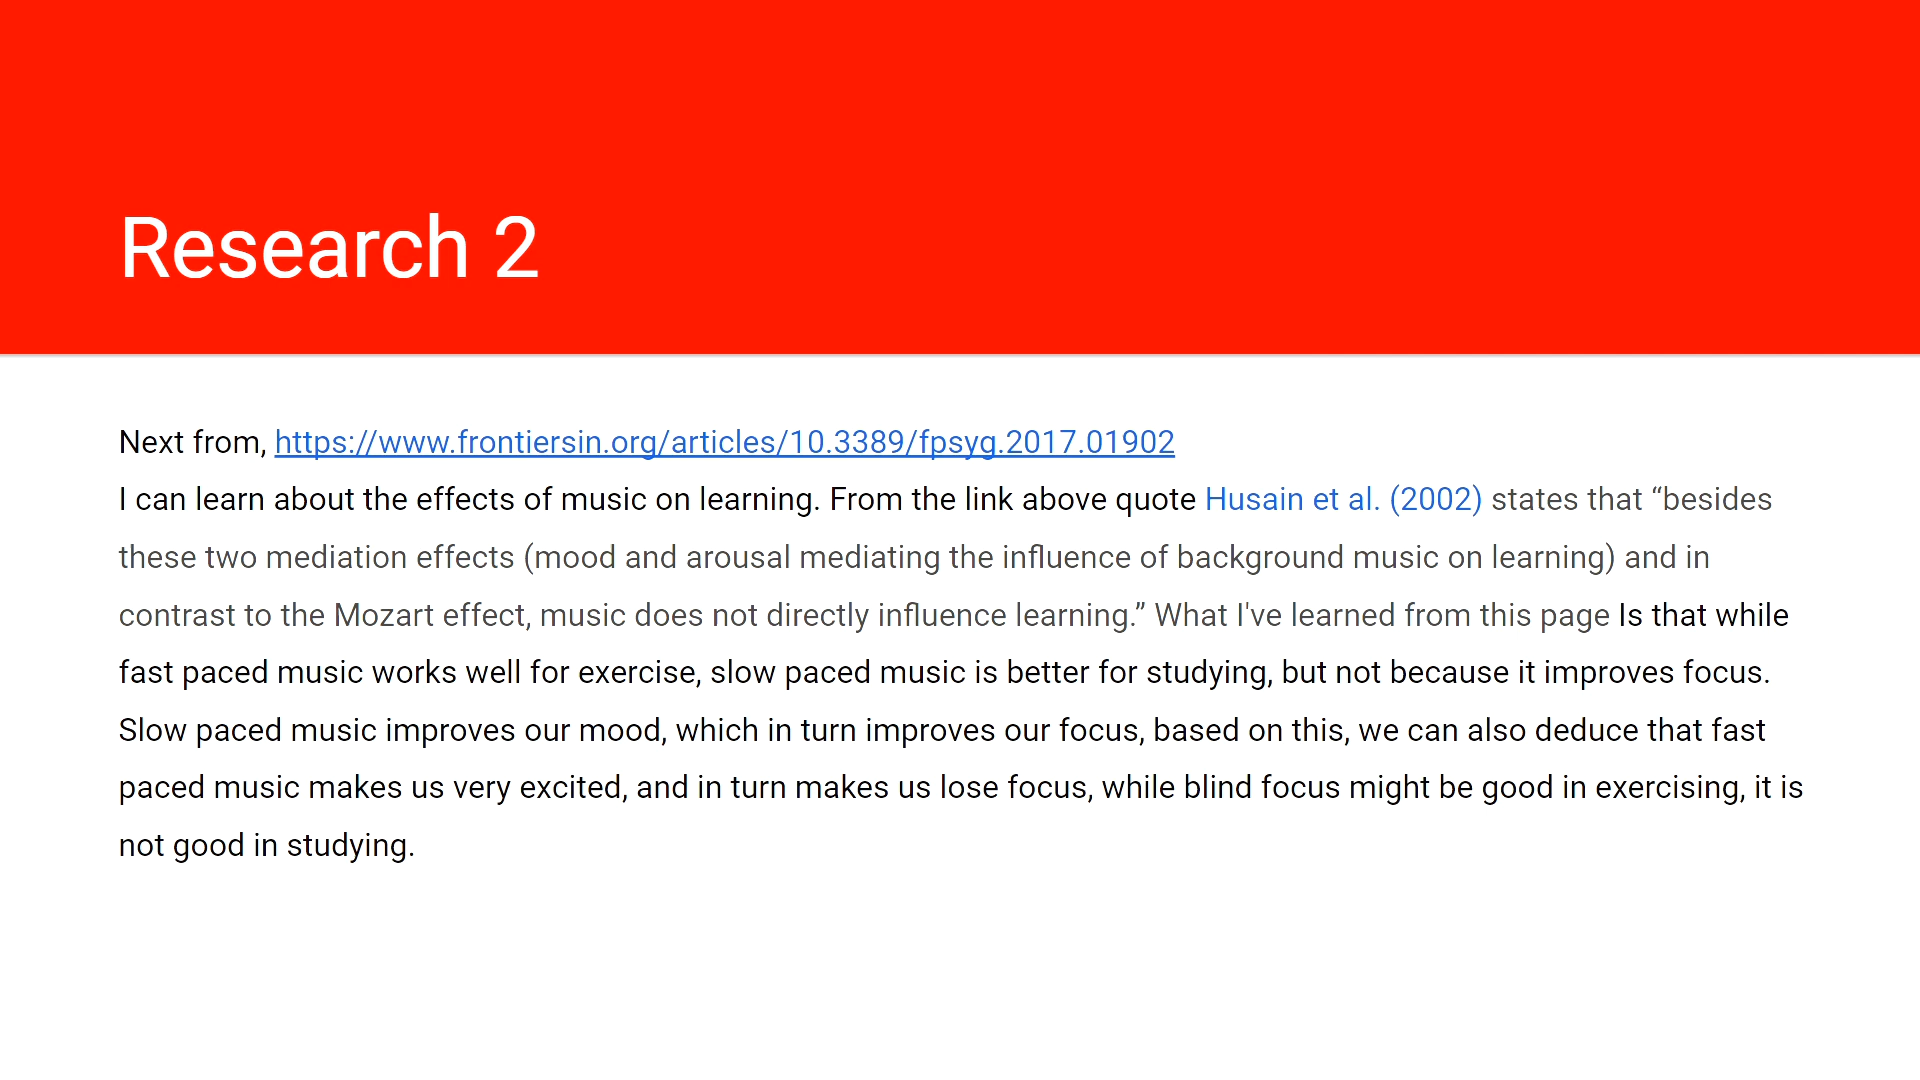 Research 2
Next from, https://www.frontiersin.org/articles/10.3389/fpsyg.2017.01902
I can learn about the effects of music on learning. From the link above quote Husain et al. (2002) states that “besides
these two mediation effects (mood and arousal mediating the influence of background music on learning) and in
contrast to the Mozart effect, music does not directly influence learning.” What I've learned from this page Is that while
fast paced music works well for exercise, slow paced music is better for studying, but not because it improves focus.
Slow paced music improves our mood, which in turn improves our focus, based on this, we can also deduce that fast
paced music makes us very excited, and in turn makes us lose focus, while blind focus might be good in exercising, it is
not good in studying.